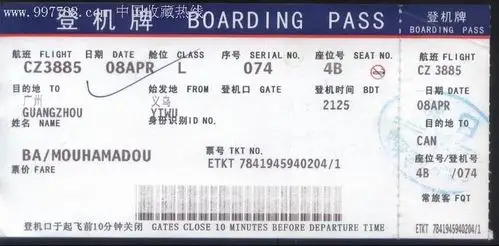 www.997788.com 中国收藏热线
登机牌 BOARDING PASS 登机牌
BOARDING PASS
航班 FLIGHT 日期 DATE 舱位 CLASS 序号 SERIAL NO. 座位号 SEAT NO. 航班 FLIGHT
CZ3885 08APR L 074 4B CZ 3885
目的地 TO 始发地 FROM 登机口 GATE 登机时间 BDT 日期 DATE
广州 义乌 2125 08APR
GUANGZHOU YIWU
姓名 NAME 身份识别 ID NO. 目的地 TO
CAN
BA/MOUHAMADOU 票号 TKT NO. 座位号/登机号
票价 FARE ETKT 7841945940204/1 4B /074
常旅客 FQT
登机口于起飞前10分钟关闭 GATES CLOSE 10 MINUTES BEFORE DEPARTURE TIME ETKT 7841945940204/1